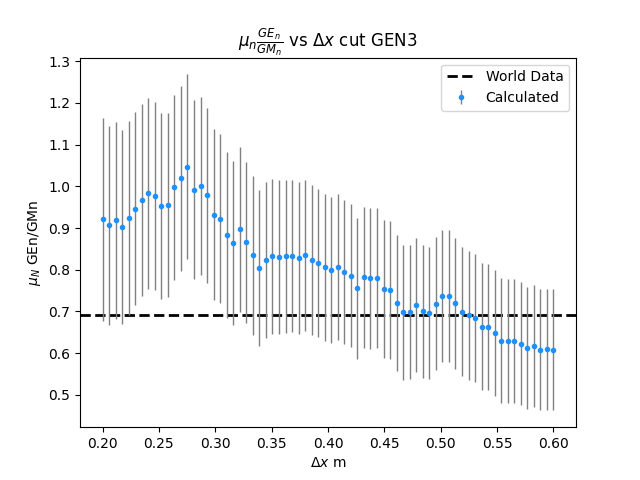 μn GEn/GMn vs Δx cut GEN3
World Data
Calculated
μN GEn/GMn
1.3
1.2
1.1
1.0
0.9
0.8
0.7
0.6
0.5
0.20 0.25 0.30 0.35 0.40 0.45 0.50 0.55 0.60
Δx m